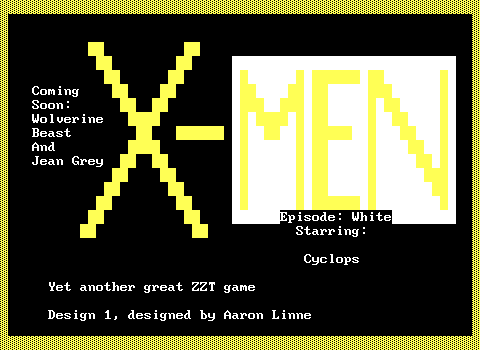 X-MEN
Coming
Soon:
Wolverine
Beast
And
Jean Grey
Episode: White
Starring:
Cyclops
Yet another great ZZT game
Design 1, designed by Aaron Linne